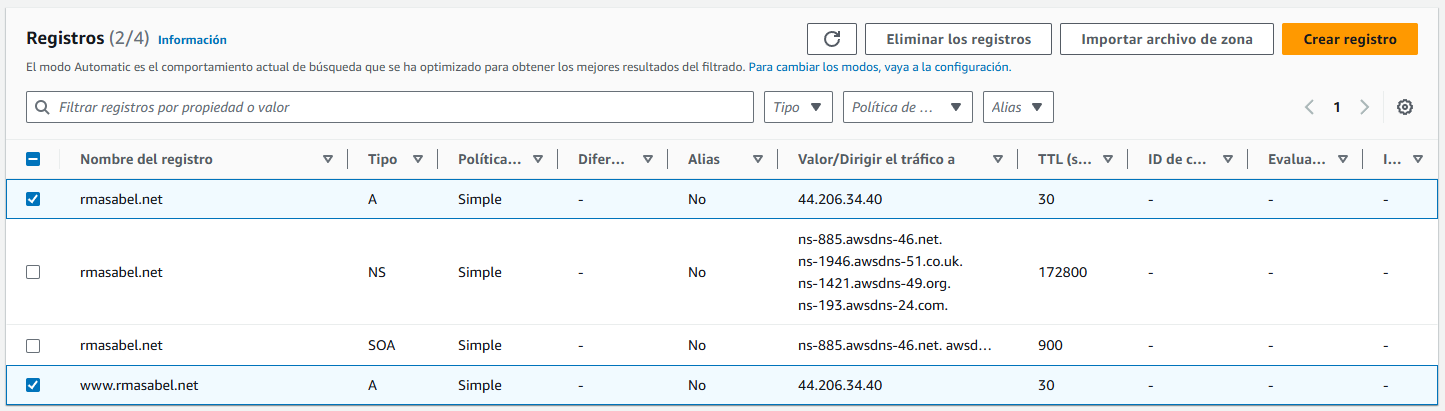 Registros (2/4) Información
Eliminar los registros
Importar archivo de zona
Crear registro
El modo Automatic es el comportamiento actual de búsqueda que se ha optimizado para obtener los mejores resultados del filtrado. Para cambiar los modos, vaya a la configuración.
Filtrar registros por propiedad o valor
Tipo
Política de ...
Alias
1
Nombre del registro Tipo Política... Difer... Alias Valor/Dirigir el tráfico a TTL (s... ID de c... Evalua... I...
rmasabel.net A Simple - No 44.206.34.40 30 - - -
rmasabel.net NS Simple - No ns-885.awsdns-46.net.
ns-1946.awsdns-51.co.uk.
ns-1421.awsdns-49.org.
ns-193.awsdns-24.com.
172800 - - -
rmasabel.net SOA Simple - No ns-885.awsdns-46.net. awsd... 900 - - -
www.rmasabel.net A Simple - No 44.206.34.40 30 - - -